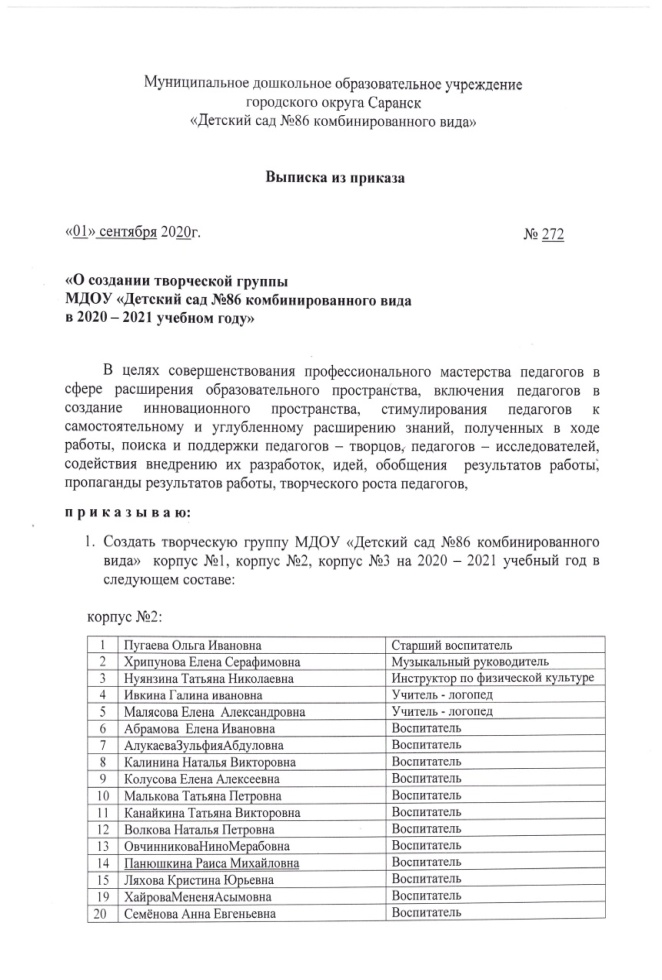 Муниципальное дошкольное образовательное учреждение
городского округа Саранск
«Детский сад №86 комбинированного вида»
Выписка из приказа
«01» сентября 2020г. № 272
«О создании творческой группы
МДОУ «Детский сад №86 комбинированного вида
в 2020 – 2021 учебном году»
В целях совершенствования профессионального мастерства педагогов в
сфере расширения образовательного пространства, включения педагогов в
создание инновационного пространства, стимулирования педагогов к
самостоятельному и углубленному расширению знаний, полученных в ходе
работы, поиска и поддержки педагогов – творцов, педагогов – исследователей,
содействия внедрению их разработок, идей, обобщения результатов работы,
пропаганды результатов работы, творческого роста педагогов,
п р и к а з ы в а ю:
1. Создать творческую группу МДОУ «Детский сад №86 комбинированного
вида» корпус №1, корпус №2, корпус №3 на 2020 – 2021 учебный год в
следующем составе:
корпус №2:
1 Пугаева Ольга Ивановна Старший воспитатель
2 Хрипунова Елена Серафимовна Музыкальный руководитель
3 Нуянзина Татьяна Николаевна Инструктор по физической культуре
4 Ивкина Галина ивановна Учитель - логопед
5 Малясова Елена Александровна Учитель - логопед
6 Абрамова Елена Ивановна Воспитатель
7 АлукаеваЗульфияАбдуловна Воспитатель
8 Калинина Наталья Викторовна Воспитатель
9 Колусова Елена Алексеевна Воспитатель
10 Малькова Татьяна Петровна Воспитатель
11 Канайкина Татьяна Викторовна Воспитатель
12 Волкова Наталья Петровна Воспитатель
13 ОвчинниковаНиноМерабовна Воспитатель
14 Панюшкина Раиса Михайловна Воспитатель
15 Ляхова Кристина Юрьевна Воспитатель
19 ХайроваМененяАсымовна Воспитатель
20 Семёнова Анна Евгеньевна Воспитатель